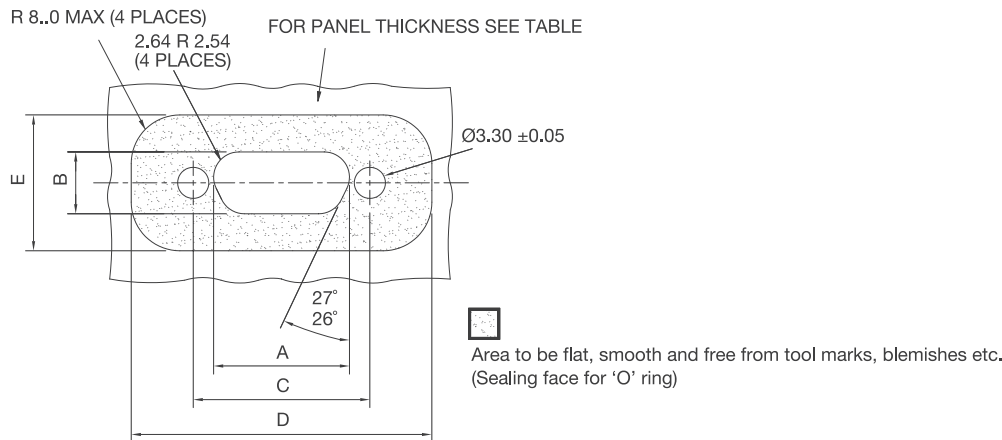 R 8..0 MAX (4 PLACES)
FOR PANEL THICKNESS SEE TABLE
2.64 R 2.54
(4 PLACES)
Ø3.30 ±0.05
E
B
27°
26°
A
C
D
Area to be flat, smooth and free from tool marks, blemishes etc.
(Sealing face for ‘O’ ring)